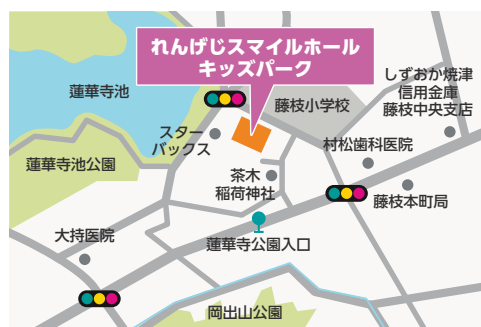 れんげじスマイルホール
キッズパーク
しずおか焼津
信用金庫
藤枝中央支店
蓮華寺池
藤枝小学校
スター
バックス
村松歯科医院
蓮華寺池公園
茶木
稲荷神社
藤枝本町局
大持医院
蓮華寺公園入口
岡出山公園